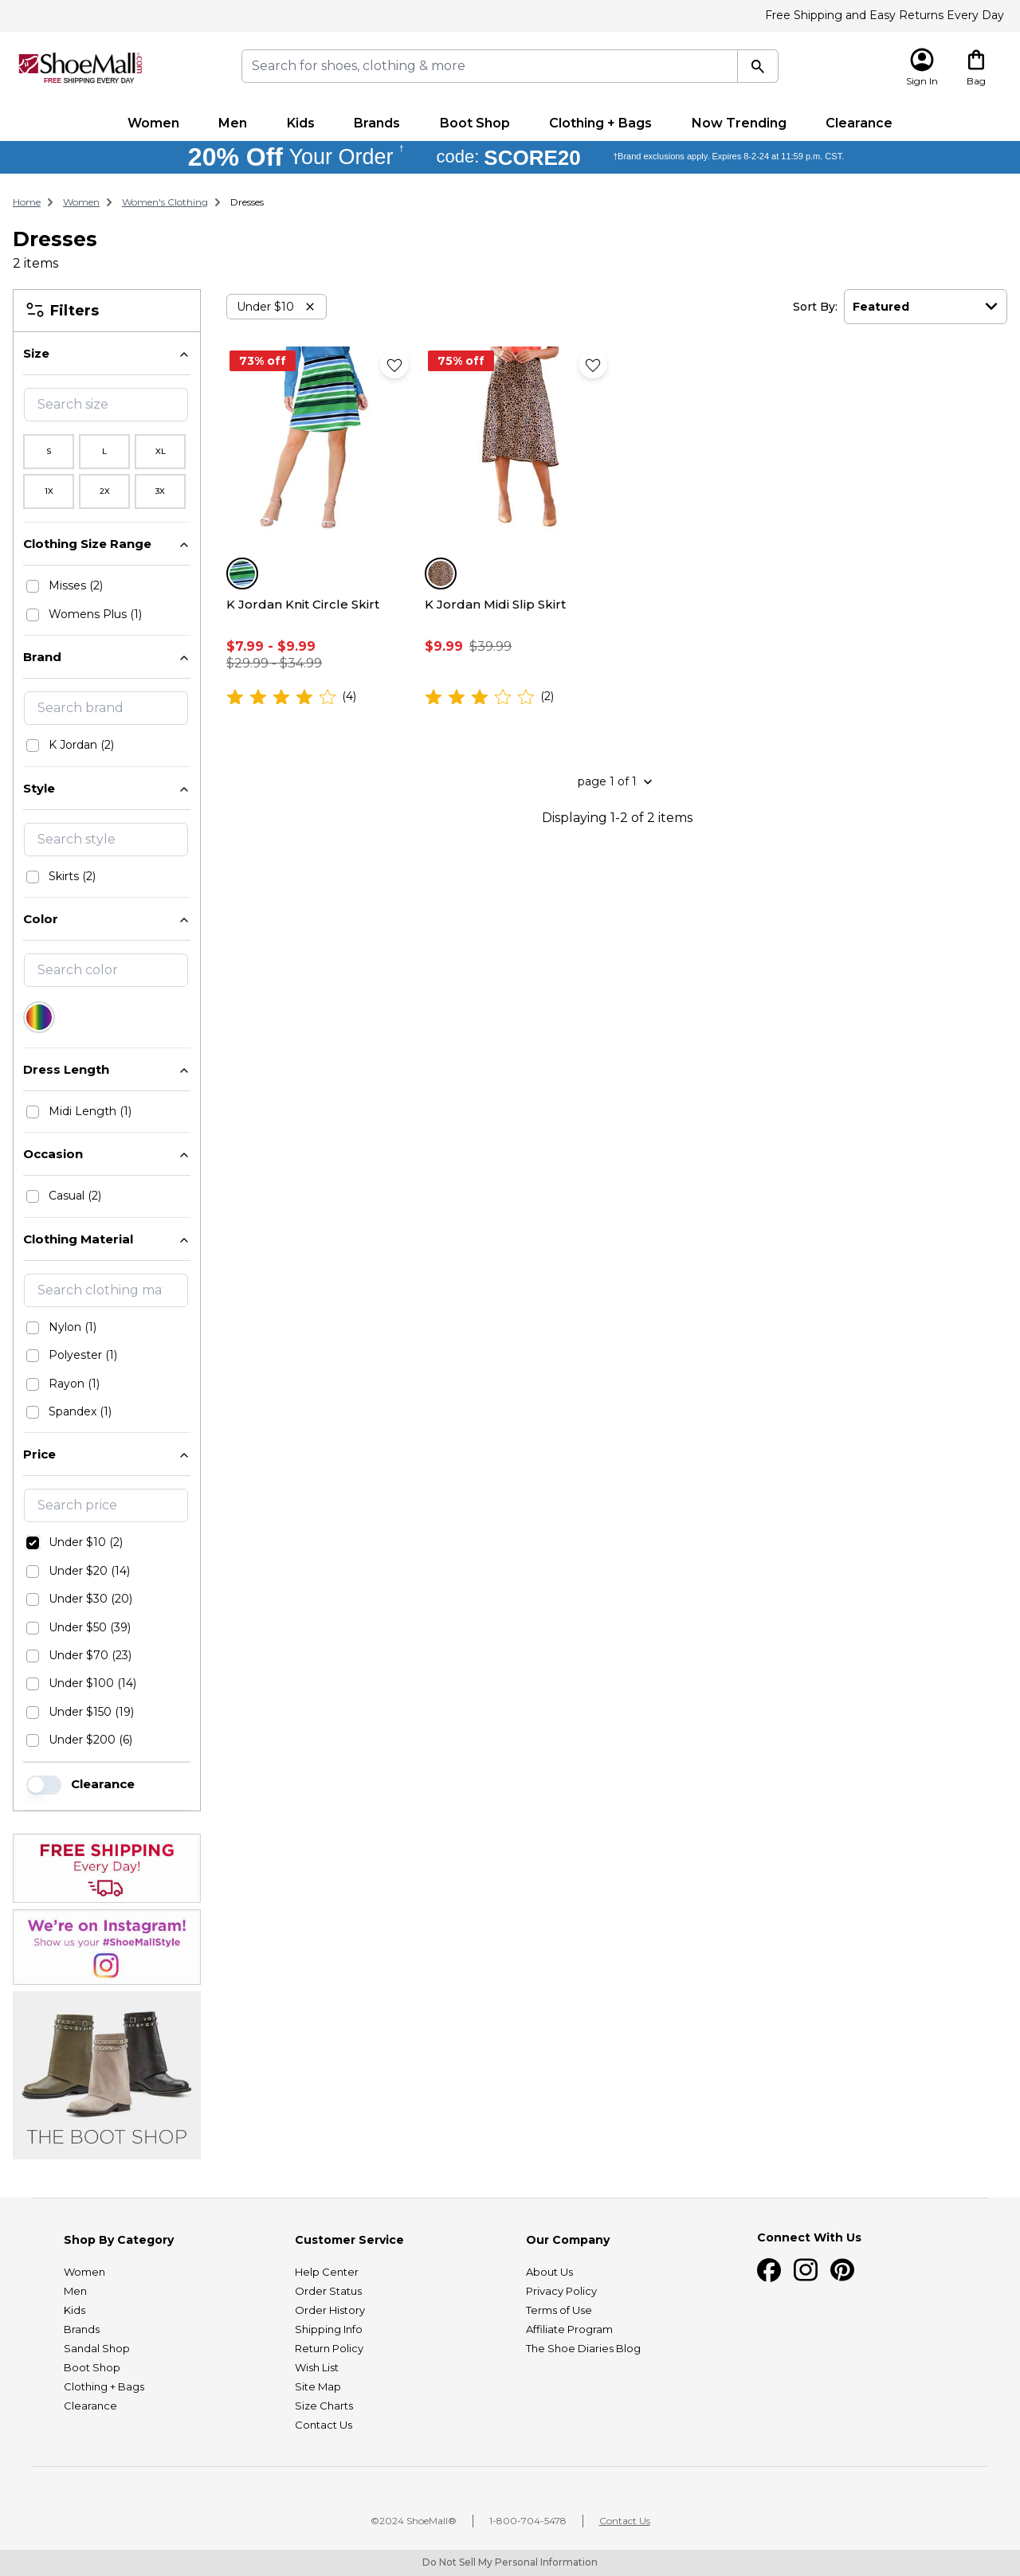 Free Shipping and Easy Returns Every Day
ShoeMall.com
FREE SHIPPING EVERY DAY
Search for shoes, clothing & more
Sign In
Bag
Women Men Kids Brands Boot Shop Clothing + Bags Now Trending Clearance
20% Off Your Order † code: SCORE20 †Brand exclusions apply. Expires 8-2-24 at 11:59 p.m. CST.
Home > Women > Women's Clothing > Dresses
Dresses
2 items
Filters
Under $10 ×
Sort By: Featured
Size
Search size
S L XL
1X 2X 3X
Clothing Size Range
Misses (2)
Womens Plus (1)
Brand
Search brand
K Jordan (2)
Style
Search style
Skirts (2)
Color
Search color
Dress Length
Midi Length (1)
Occasion
Casual (2)
Clothing Material
Search clothing ma
Nylon (1)
Polyester (1)
Rayon (1)
Spandex (1)
Price
Search price
Under $10 (2)
Under $20 (14)
Under $30 (20)
Under $50 (39)
Under $70 (23)
Under $100 (14)
Under $150 (19)
Under $200 (6)
Clearance
73% off
K Jordan Knit Circle Skirt
$7.99 - $9.99
$29.99 - $34.99
(4)
75% off
K Jordan Midi Slip Skirt
$9.99 $39.99
(2)
page 1 of 1
Displaying 1-2 of 2 items
FREE SHIPPING
Every Day!
We're on Instagram!
Show us your #ShoeMallStyle
THE BOOT SHOP
Shop By Category
Women
Men
Kids
Brands
Sandal Shop
Boot Shop
Clothing + Bags
Clearance
Customer Service
Help Center
Order Status
Order History
Shipping Info
Return Policy
Wish List
Site Map
Size Charts
Contact Us
Our Company
About Us
Privacy Policy
Terms of Use
Affiliate Program
The Shoe Diaries Blog
Connect With Us
©2024 ShoeMall® | 1-800-704-5478 | Contact Us
Do Not Sell My Personal Information